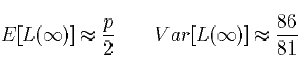 E[L(∞)] ≈ p/2    Var[L(∞)] ≈ 86/81